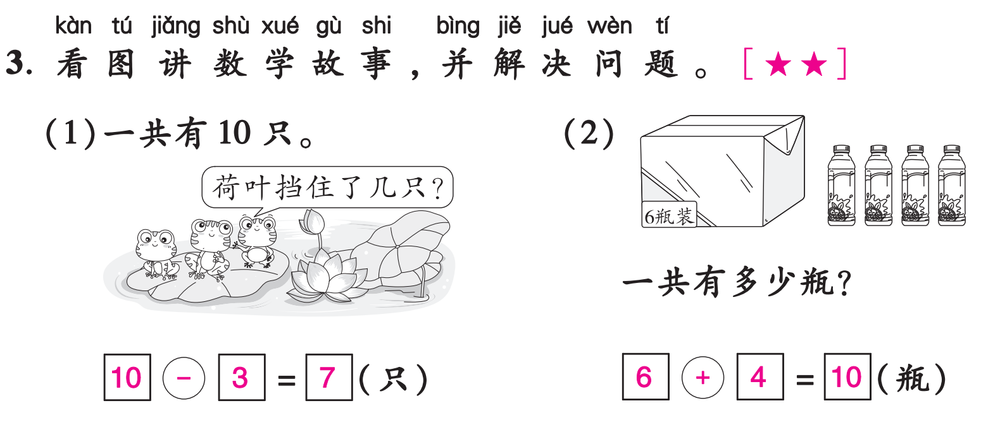 kàn tú jiǎng shù xué gù shi bìng jiě jué wèn tí
3. 看图讲数学故事，并解决问题。[★★]
(1)一共有10只。
荷叶挡住了几只？
10 － 3 ＝ 7 (只)
(2)
6瓶装
一共有多少瓶？
6 ＋ 4 ＝ 10 (瓶)